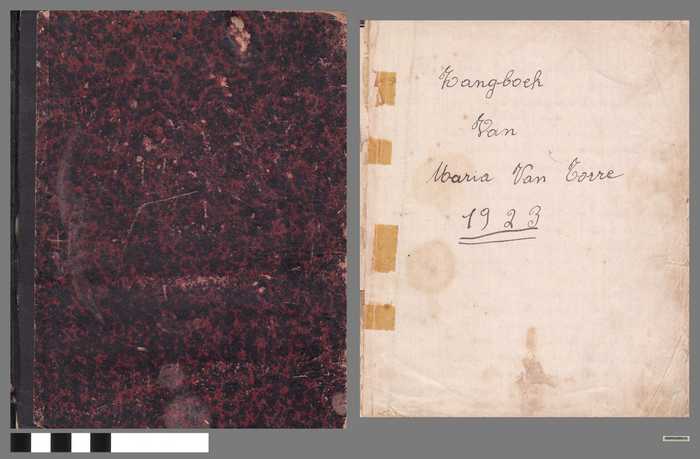 Zangboek
Van
Maria Van Torre
1923